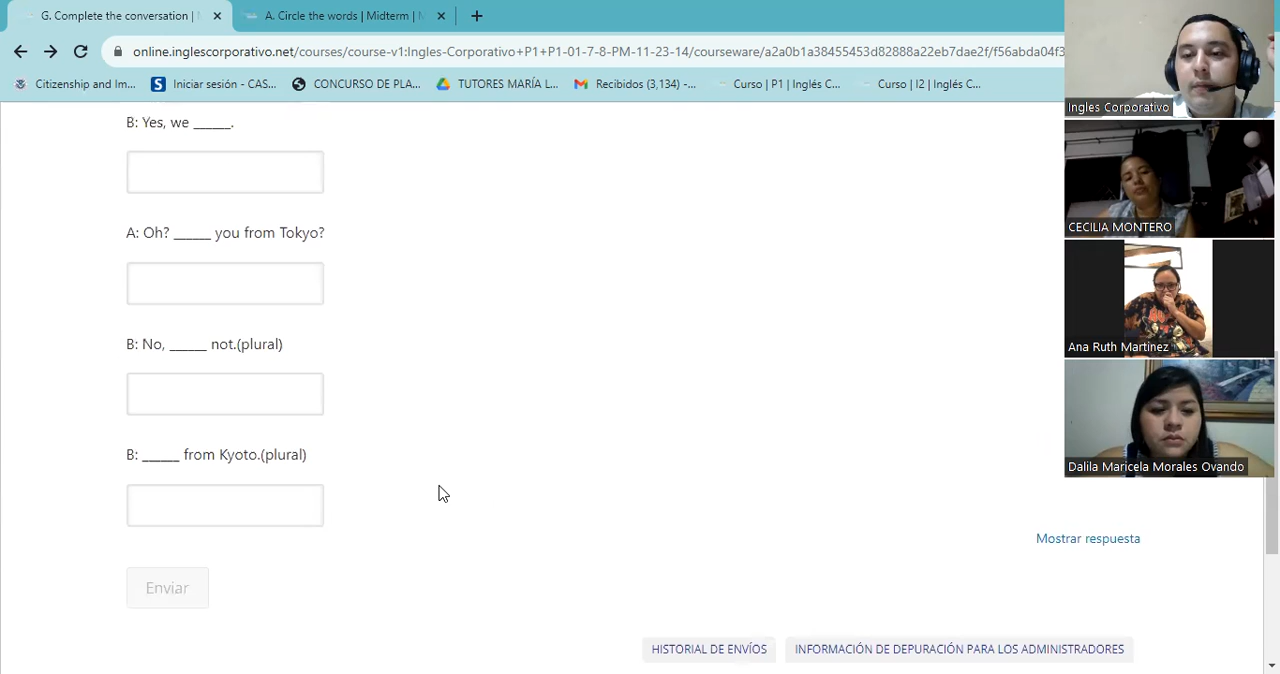 G. Complete the conversation |
A. Circle the words | Midterm | M
online.inglescorporativo.net/courses/course-v1:Ingles-Corporativo+P1+P1-01-7-8-PM-11-23-14/courseware/a2a0b1a38455453d82888a22eb7dae2f/f56abda04f3
Citizenship and Im...
Iniciar sesión - CAS...
CONCURSO DE PLA...
TUTORES MARÍA L...
Recibidos (3,134) -...
Curso | P1 | Inglés C...
Curso | I2 | Inglés C...
Ingles Corporativo
B: Yes, we ______.
CECILIA MONTERO
A: Oh? ______ you from Tokyo?
B: No, ______ not.(plural)
Ana Ruth Martinez
B: ______ from Kyoto.(plural)
Dalila Maricela Morales Ovando
Mostrar respuesta
Enviar
HISTORIAL DE ENVÍOS
INFORMACIÓN DE DEPURACIÓN PARA LOS ADMINISTRADORES